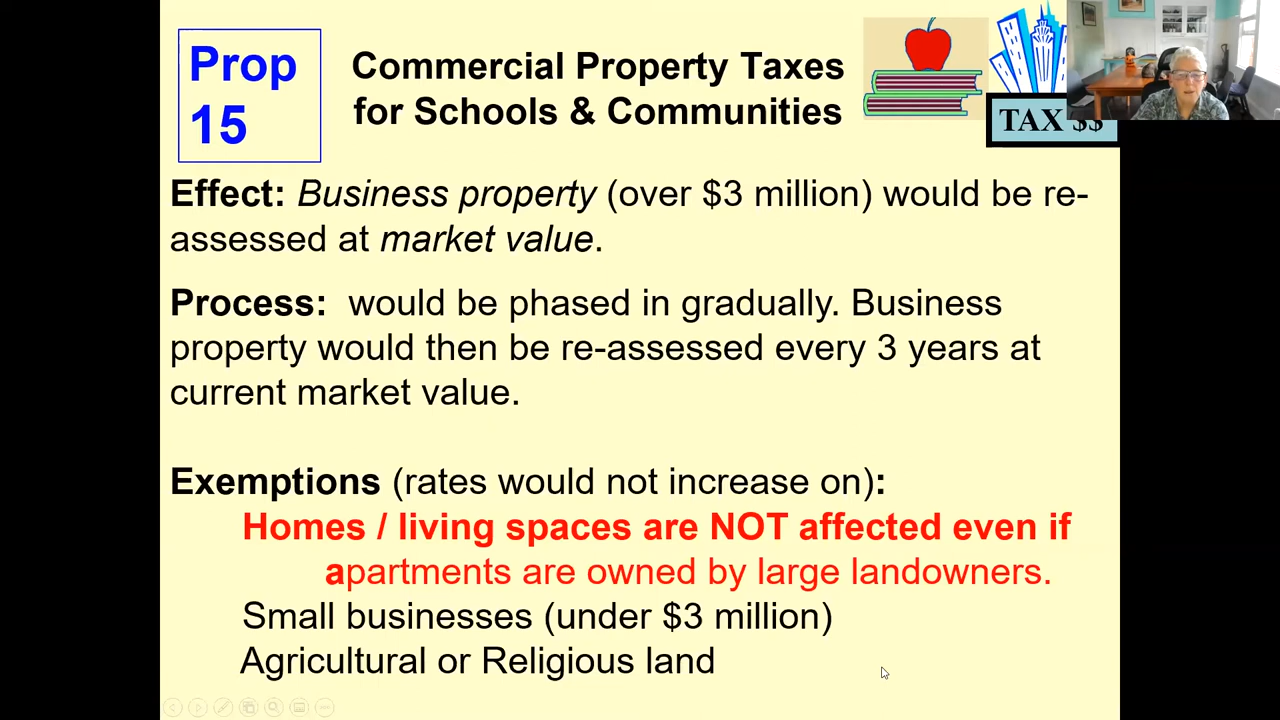 Prop
15
Commercial Property Taxes
for Schools & Communities
TAX $$
Effect: Business property (over $3 million) would be re-
assessed at market value.
Process: would be phased in gradually. Business
property would then be re-assessed every 3 years at
current market value.
Exemptions (rates would not increase on):
Homes / living spaces are NOT affected even if
apartments are owned by large landowners.
Small businesses (under $3 million)
Agricultural or Religious land